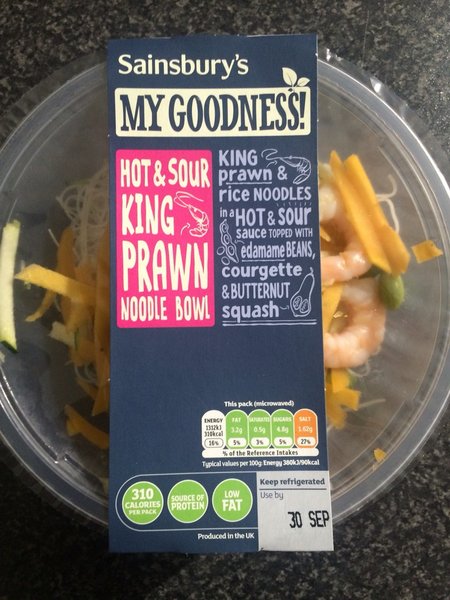 Sainsbury's
MY GOODNESS!
HOT & SOUR
KING
PRAWN
NOODLE BOWL
KING
prawn &
rice NOODLES
in a HOT & SOUR
sauce TOPPED WITH
edamame BEANS,
courgette
& BUTTERNUT
squash
This pack (microwaved)
ENERGY FAT SATURATES SUGARS SALT
1312kJ 3.2g 0.5g 4.8g 1.62g
310kcal
16% 5% 3% 5% 27%
% of the Reference Intakes
Typical values per 100g: Energy 380kJ/90kcal
310
CALORIES
PER PACK
SOURCE OF
PROTEIN
LOW
FAT
Keep refrigerated
Use by
30 SEP
Produced in the UK